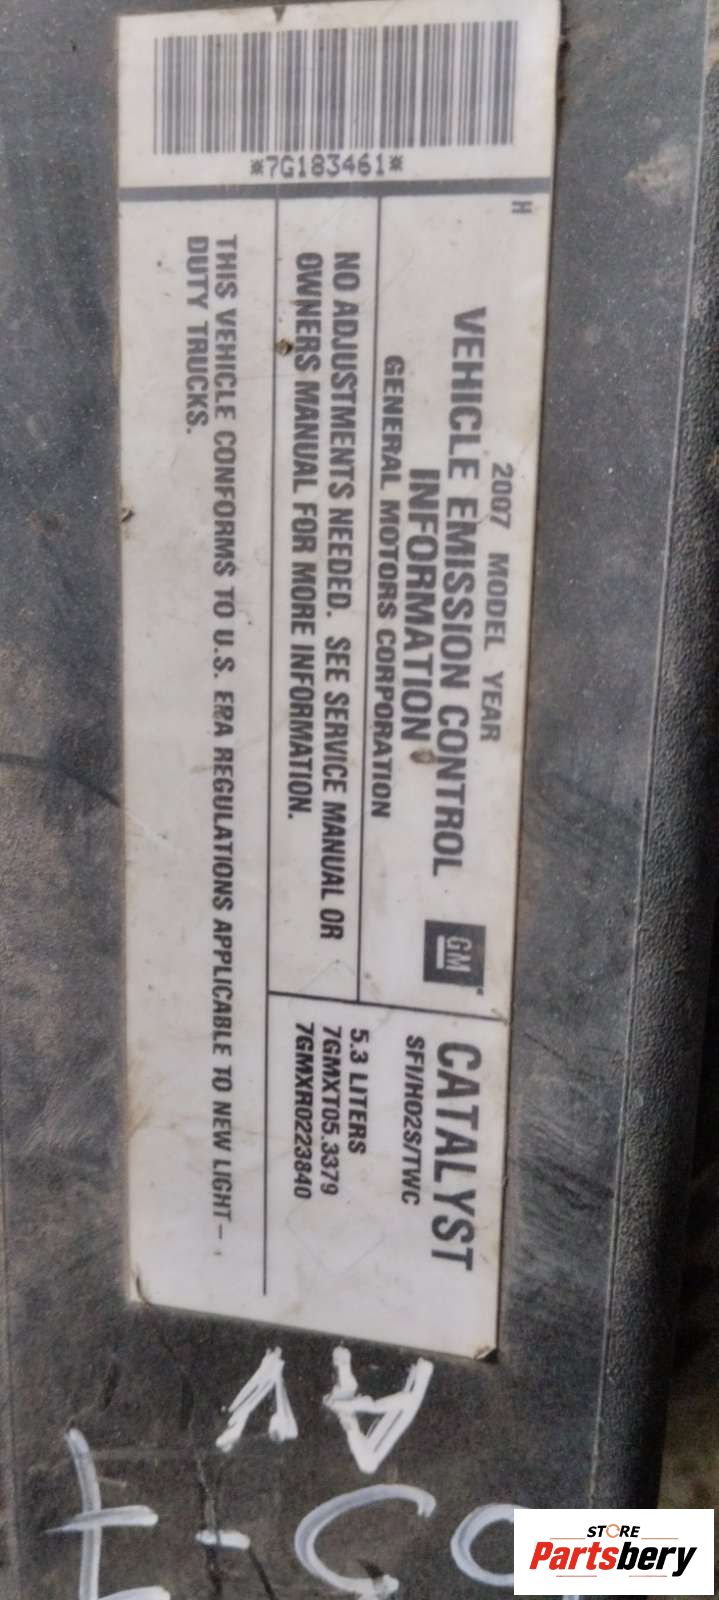 *7G183461*
H
2007 MODEL YEAR
VEHICLE EMISSION CONTROL
INFORMATION
GENERAL MOTORS CORPORATION
GM
NO ADJUSTMENTS NEEDED. SEE SERVICE MANUAL OR
OWNERS MANUAL FOR MORE INFORMATION.
CATALYST
SFI/HO2S/TWC
5.3 LITERS
7GMXT05.3379
7GMXR0223840
THIS VEHICLE CONFORMS TO U.S. EPA REGULATIONS APPLICABLE TO NEW LIGHT-
DUTY TRUCKS.
STORE
Partsbery